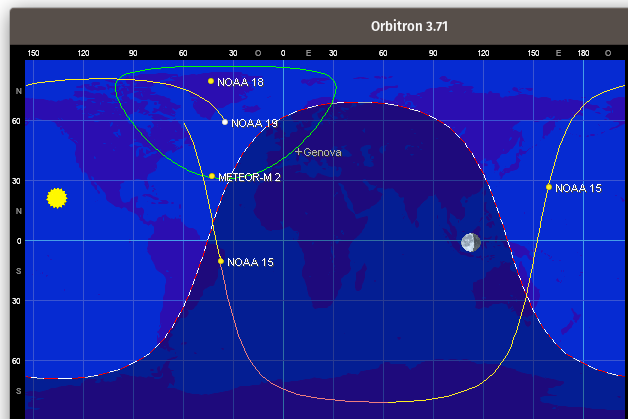 Orbitron 3.71
150 120 90 60 30 O 0 E 30 60 90 120 150 E 180 O
N
NOAA 18
60
NOAA 19
Genova
30
METEOR-M 2
NOAA 15
N
0
NOAA 15
S
30
60
S